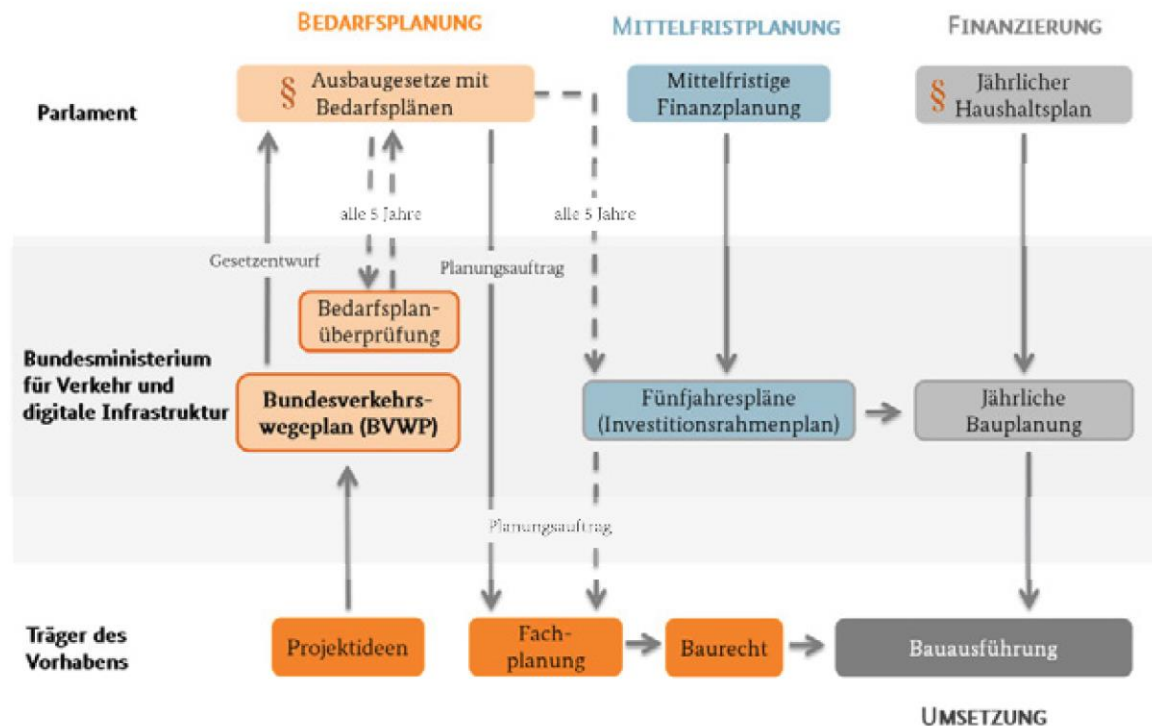 BEDARFSPLANUNG
MITTELFRISTPLANUNG
FINANZIERUNG
Parlament
§ Ausbaugesetze mit
Bedarfsplänen
Mittelfristige
Finanzplanung
§ Jährlicher
Haushaltsplan
alle 5 Jahre
alle 5 Jahre
Gesetzentwurf
Planungsauftrag
Bundesministerium
für Verkehr und
digitale Infrastruktur
Bedarfsplan-
überprüfung
Bundesverkehrs-
wegeplan (BVWP)
Fünfjahrespläne
(Investitionsrahmenplan)
Jährliche
Bauplanung
Planungsauftrag
Träger des
Vorhabens
Projektideen
Fach-
planung
Baurecht
Bauausführung
UMSETZUNG